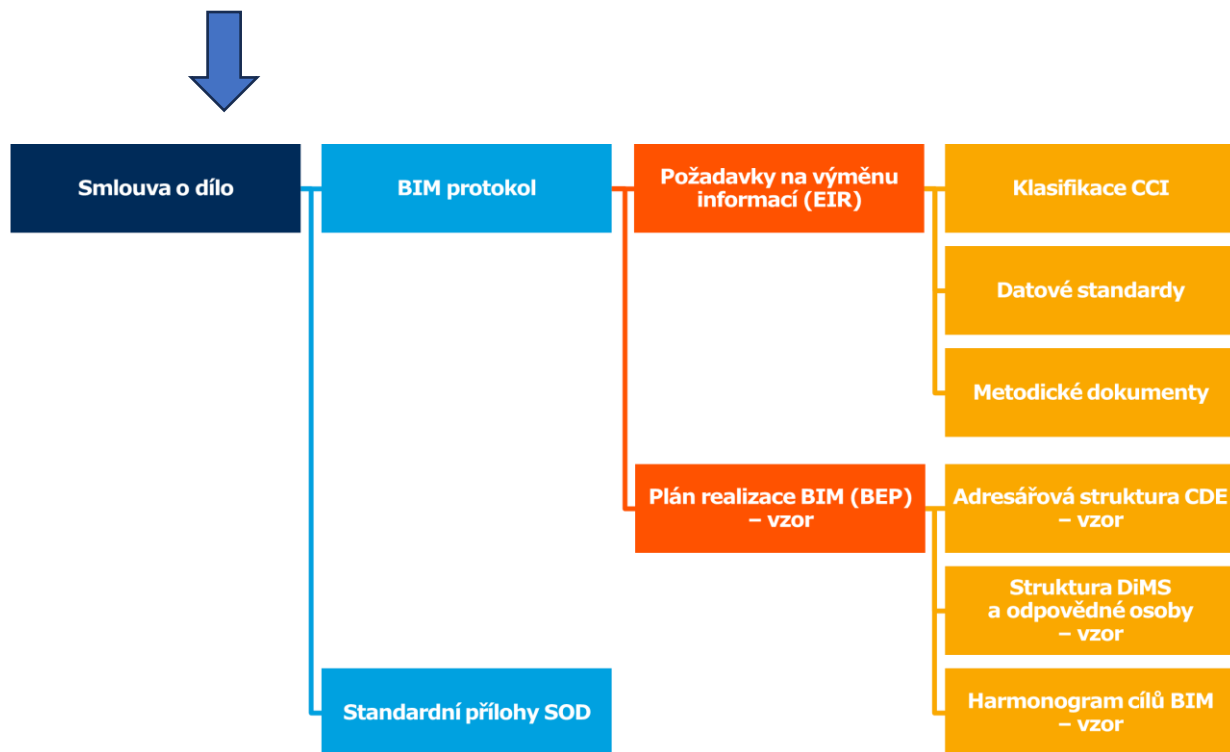 Smlouva o dílo
BIM protokol
Požadavky na výměnu
informací (EIR)
Klasifikace CCI
Datové standardy
Metodické dokumenty
Plán realizace BIM (BEP)
– vzor
Adresářová struktura CDE
– vzor
Struktura DiMS
a odpovědné osoby
– vzor
Standardní přílohy SOD
Harmonogram cílů BIM
– vzor